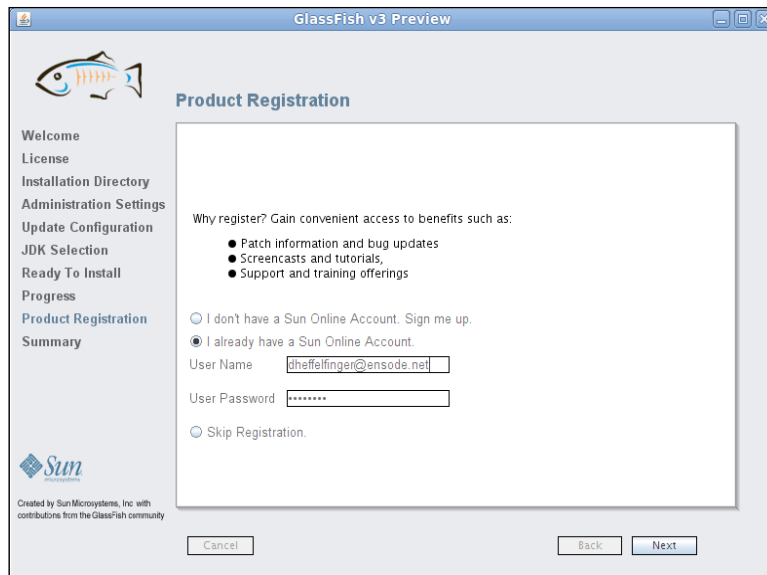 GlassFish v3 Preview
Product Registration
Welcome
License
Installation Directory
Administration Settings
Update Configuration
JDK Selection
Ready To Install
Progress
Product Registration
Summary
Why register? Gain convenient access to benefits such as:
● Patch information and bug updates
● Screencasts and tutorials,
● Support and training offerings
I don't have a Sun Online Account. Sign me up.
I already have a Sun Online Account.
User Name dheffelfinger@ensode.net
User Password ••••••••
Skip Registration.
Sun
microsystems
Created by Sun Microsystems, Inc with
contributions from the GlassFish community
Cancel Back Next